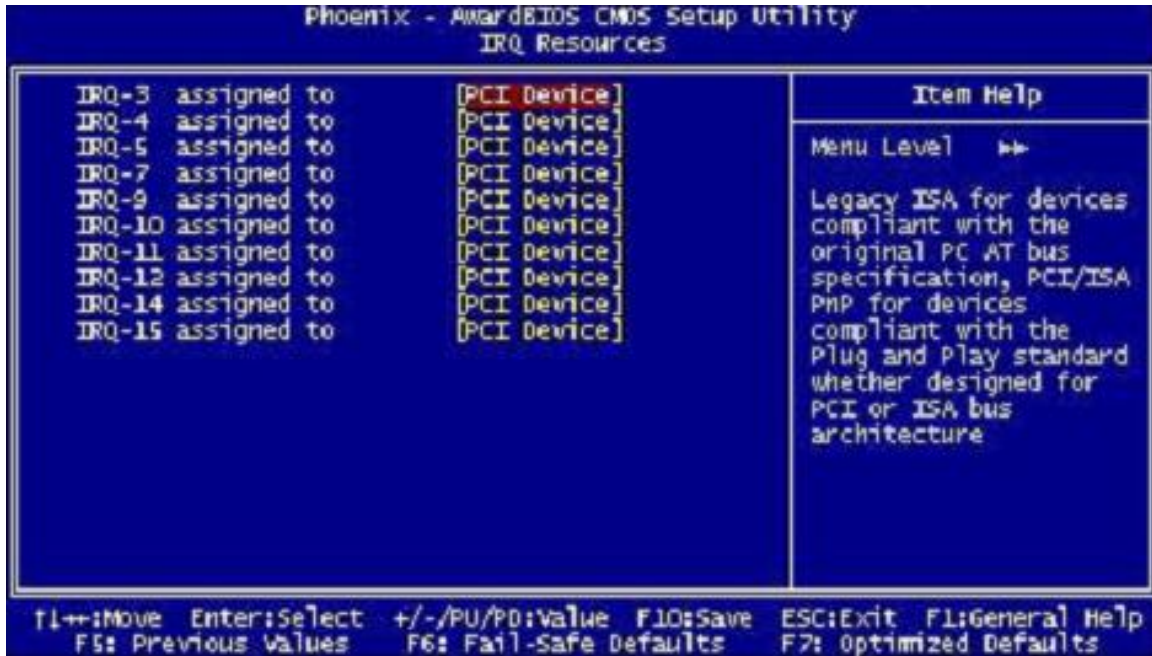 Phoenix - AwardBIOS CMOS Setup Utility
IRQ Resources
IRQ-3 assigned to [PCI Device]
IRQ-4 assigned to [PCI Device]
IRQ-5 assigned to [PCI Device]
IRQ-7 assigned to [PCI Device]
IRQ-9 assigned to [PCI Device]
IRQ-10 assigned to [PCI Device]
IRQ-11 assigned to [PCI Device]
IRQ-12 assigned to [PCI Device]
IRQ-14 assigned to [PCI Device]
IRQ-15 assigned to [PCI Device]
Item Help
Menu Level ▸▸
Legacy ISA for devices
compliant with the
original PC AT bus
specification, PCI/ISA
PnP for devices
compliant with the
Plug and Play standard
whether designed for
PCI or ISA bus
architecture
↑↓→←:Move Enter:Select +/-/PU/PD:Value F10:Save ESC:Exit F1:General Help
F5: Previous Values F6: Fail-Safe Defaults F7: Optimized Defaults